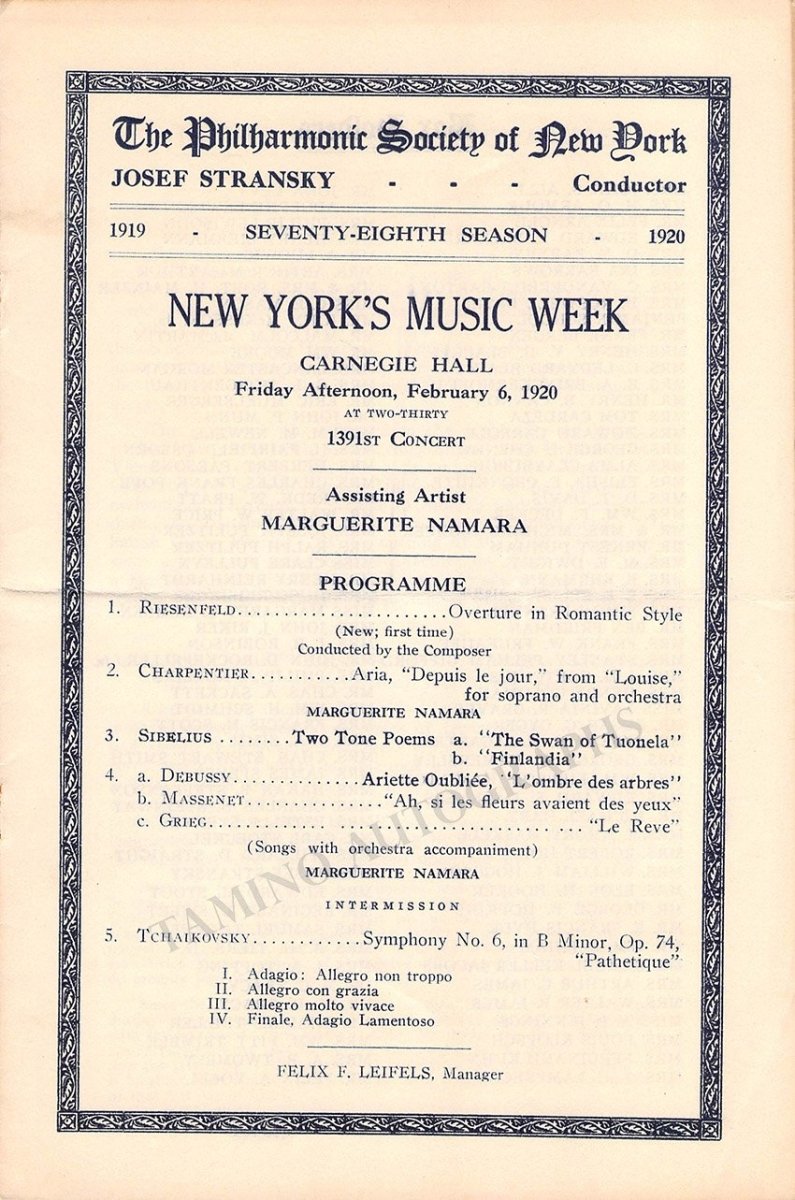 The Philharmonic Society of New York
JOSEF STRANSKY - - - Conductor
1919 - SEVENTY-EIGHTH SEASON - 1920
NEW YORK'S MUSIC WEEK
CARNEGIE HALL
Friday Afternoon, February 6, 1920
AT TWO-THIRTY
1391ST CONCERT
Assisting Artist
MARGUERITE NAMARA
PROGRAMME
1. RIESENFELD.......................Overture in Romantic Style
(New; first time)
Conducted by the Composer
2. CHARPENTIER...........Aria, "Depuis le jour," from "Louise,"
for soprano and orchestra
MARGUERITE NAMARA
3. SIBELIUS ........Two Tone Poems a. "The Swan of Tuonela"
b. "Finlandia"
4. a. DEBUSSY..............Ariette Oubliée, 'L'ombre des arbres"
b. MASSENET..............."Ah, si les fleurs avaient des yeux"
c. GRIEG............ .......................... "Le Reve"
(Songs with orchestra accompaniment)
MARGUERITE NAMARA
INTERMISSION
5. TCHAIKOVSKY............Symphony No. 6, in B Minor, Op. 74,
"Pathetique"
I. Adagio: Allegro non troppo
II. Allegro con grazia
III. Allegro molto vivace
IV. Finale, Adagio Lamentoso
FELIX F. LEIFELS, Manager
TAMINO AUTOGRAPHS